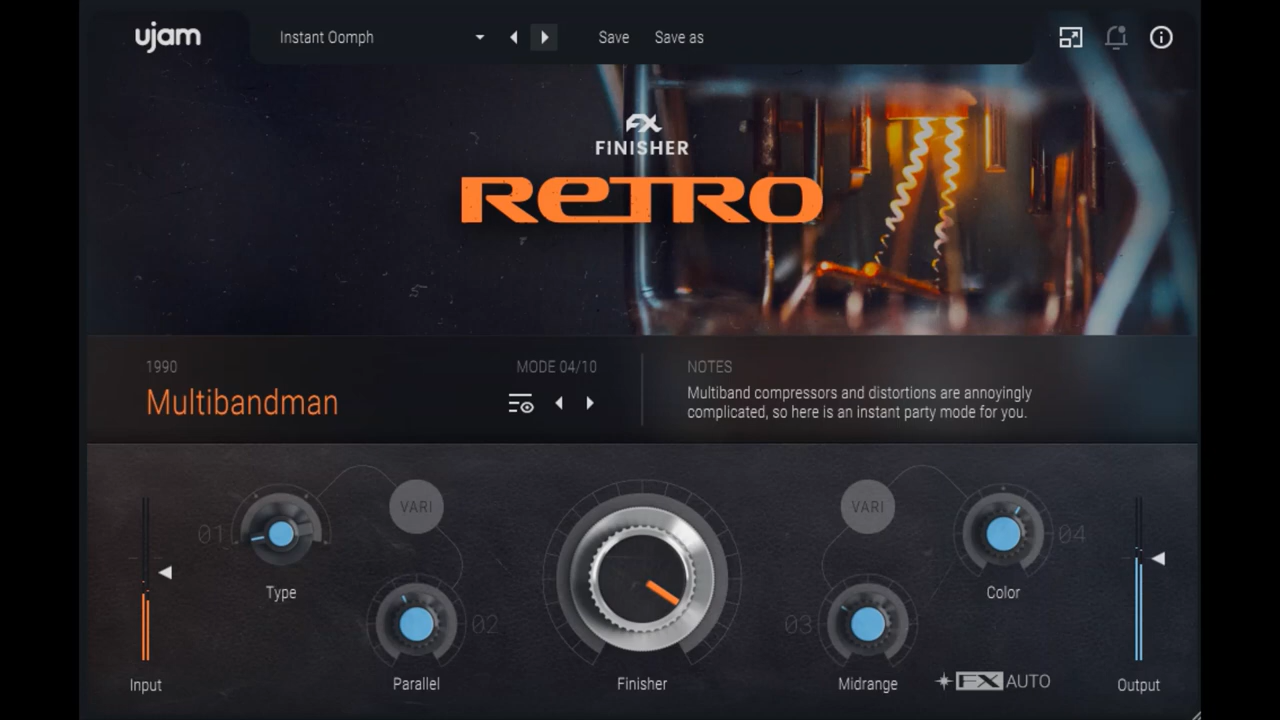 ujam
Instant Oomph
Save
Save as
FX
FINISHER
RETRO
1990
MODE 04/10
Multibandman
NOTES
Multiband compressors and distortions are annoyingly
complicated, so here is an instant party mode for you.
01
Type
VARI
Parallel
02
Finisher
VARI
03
Midrange
04
Color
FX AUTO
Input
Output